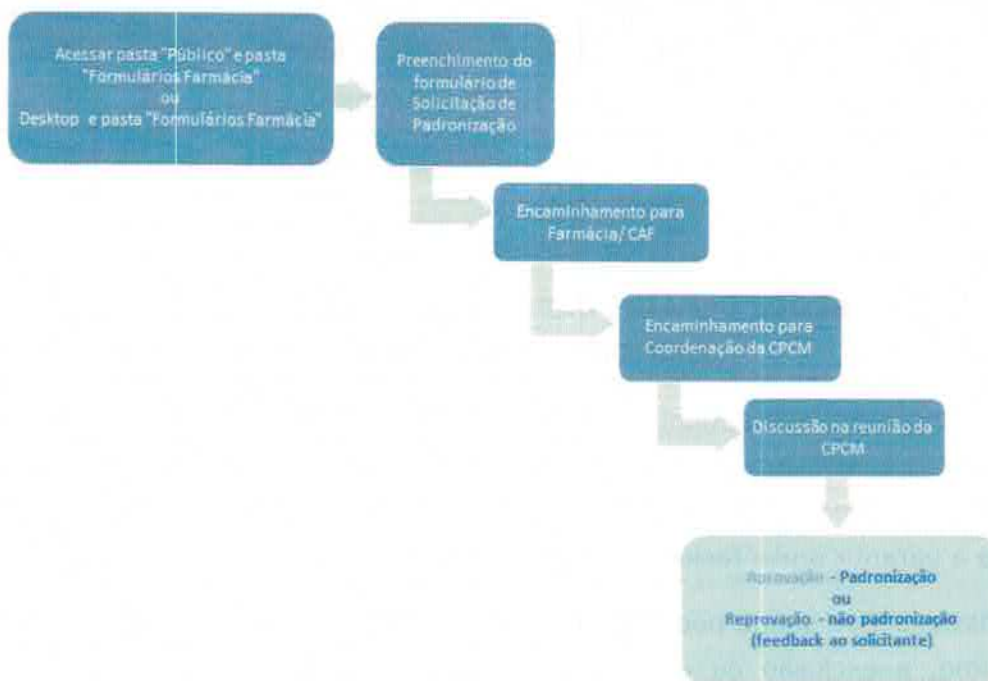 Acessar pasta "Público" e pasta
"Formulários Farmácia"
ou
Desktop e pasta "Formulários Farmácia"
Preenchimento do
formulário de
Solicitação de
Padronização
Encaminhamento para
Farmácia/ CAF
Encaminhamento para
Coordenação da CPCM
Discussão na reunião da
CPCM
Aprovação - Padronização
ou
Reprovação - não padronização
(feedback ao solicitante)